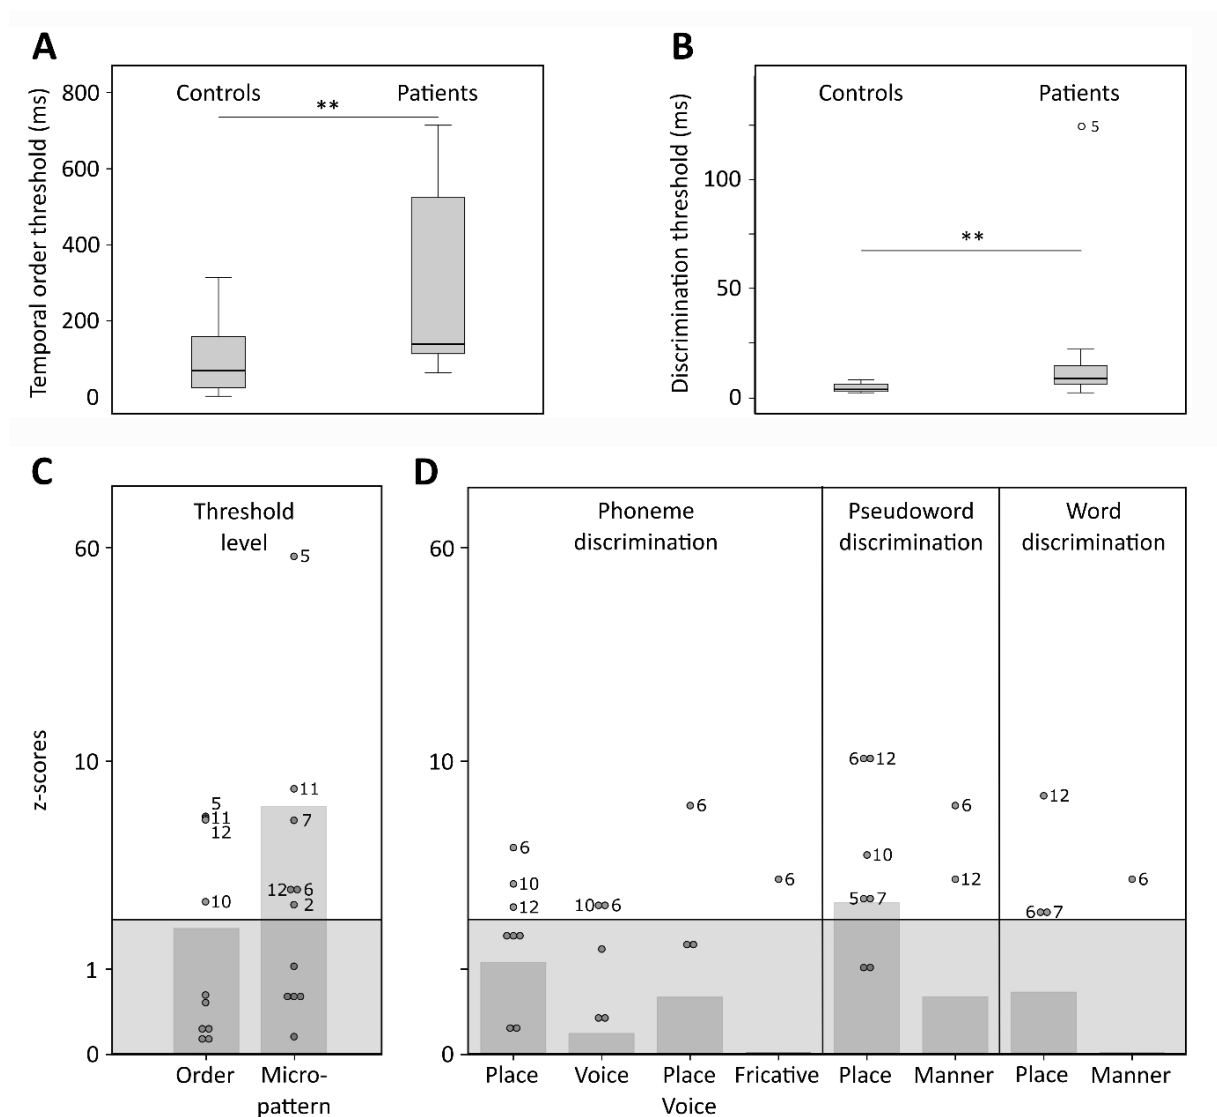 A
Temporal order threshold (ms)
800
600
400
200
0
Controls
Patients
**
B
Discrimination threshold (ms)
100
50
0
Controls
Patients
5
**
C
z-scores
60
10
1
0
Threshold
level
5
11
12
10
5
11
7
12 6
2
Order
Micro-
pattern
D
60
10
0
Phoneme
discrimination
Pseudoword
discrimination
Word
discrimination
6
10
12
10 6
6
6
6 12
10
5 7
6
12
12
6 7
6
Place
Voice
Place
Voice
Fricative
Place
Manner
Place
Manner